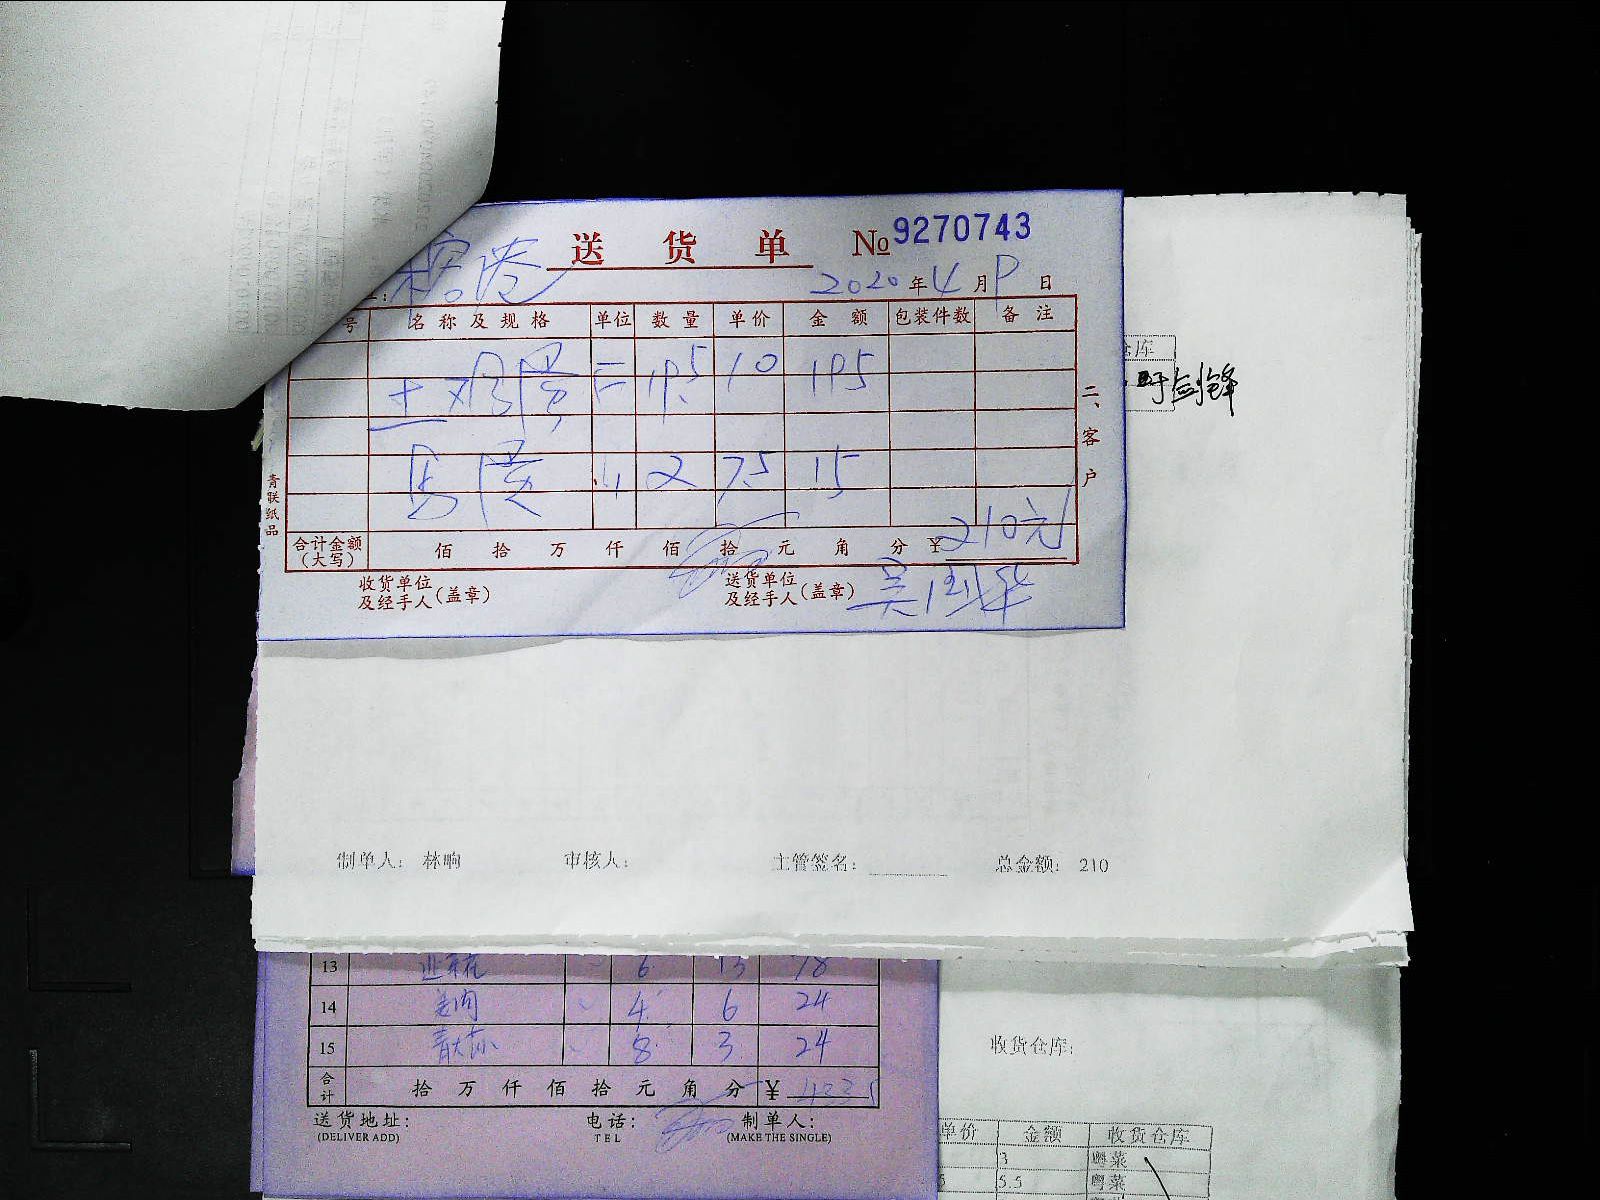 送 货 单 №9270743
2020年4月9日
号 名称及规格 单位 数量 单价 金额 包装件数 备注
土鸡蛋 19.5 10 195
2 7.5 15
合计金额(大写) 佰 拾 万 仟 佰 拾 元 角 分 ¥210元
收货单位及经手人(盖章) 送货单位及经手人(盖章)
二、客户
青联纸品
仓库
制单人: 林晌 审核人: 主管签名: 总金额: 210
13 6 13 78
14 4 6 24
15 8 3 24
合计 拾 万 仟 佰 拾 元 角 分 ¥
送货地址: 电话: 制单人:
(DELIVER ADD) TEL (MAKE THE SINGLE)
收货仓库:
单价 金额 收货仓库
3 粤菜
5.5 粤菜